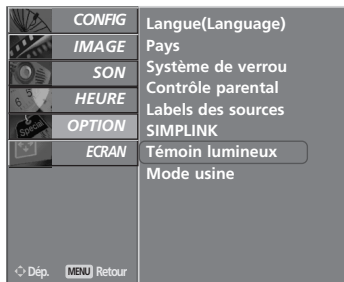 CONFIG
IMAGE
SON
HEURE
OPTION
ECRAN
Langue(Language)
Pays
Système de verrou
Contrôle parental
Labels des sources
SIMPLINK
Témoin lumineux
Mode usine
Dép. MENU Retour